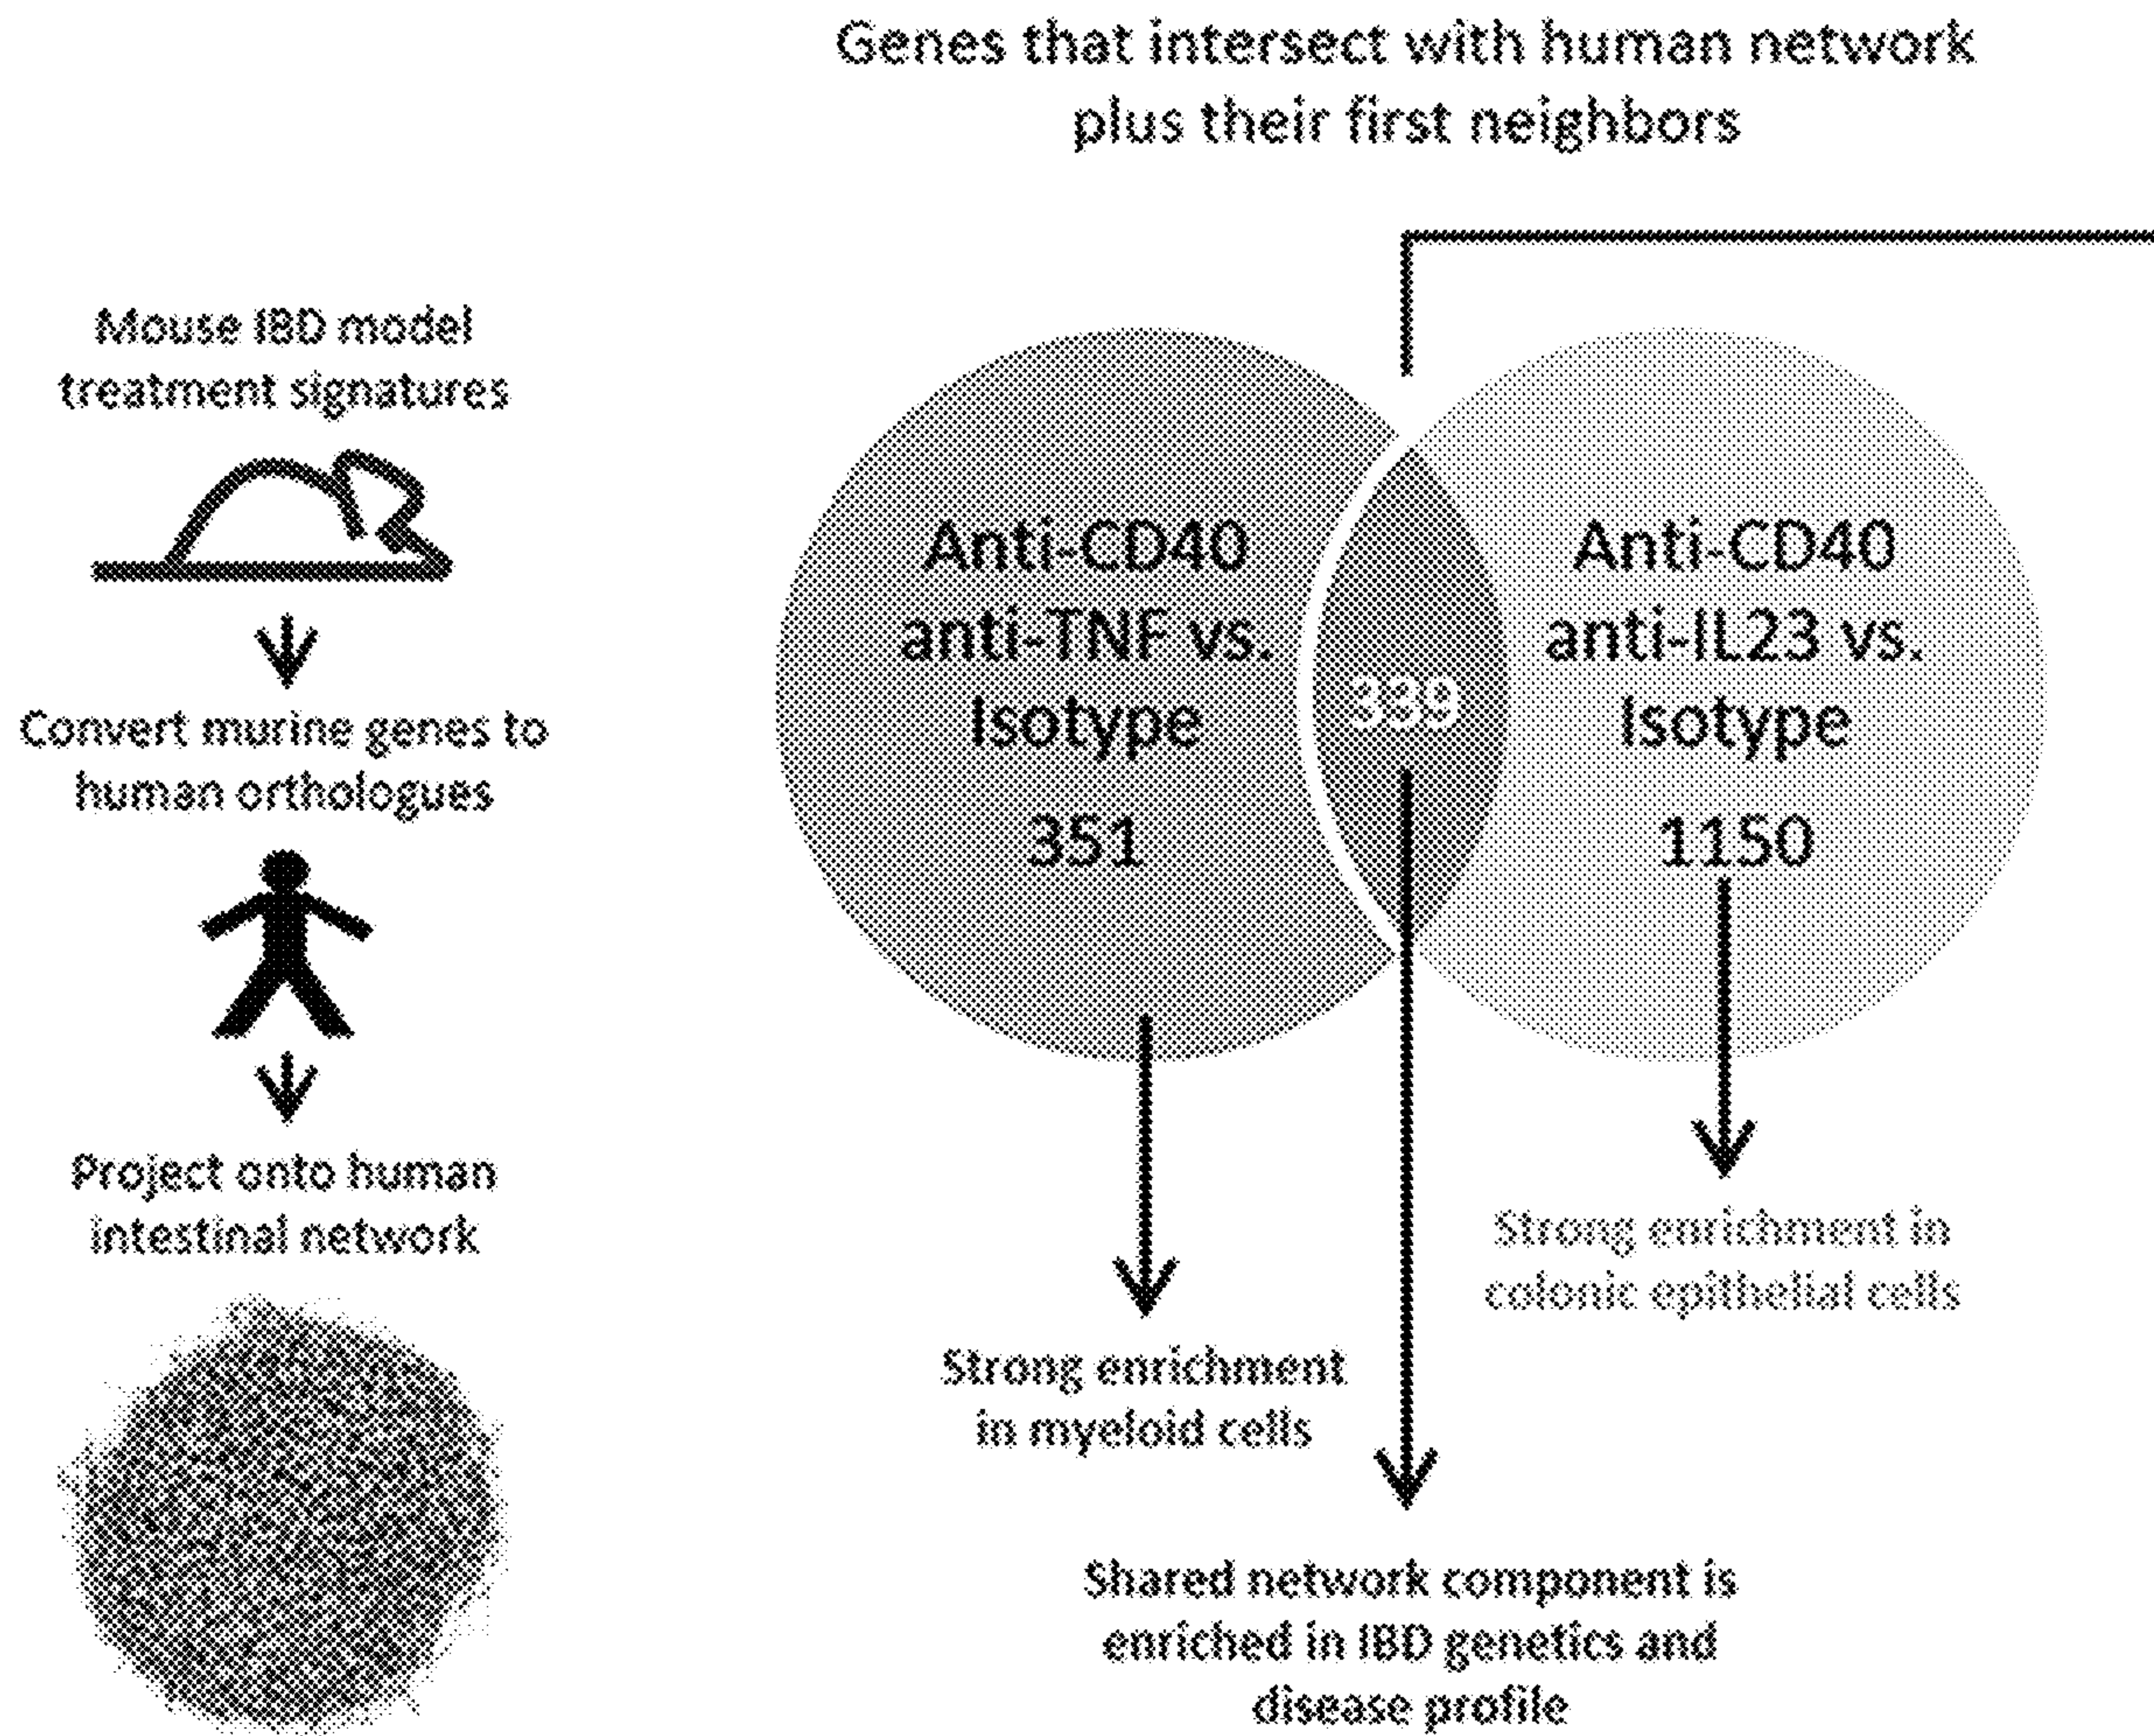 Genes that intersect with human network
plus their first neighbors
Mouse IBD model
treatment signatures
Convert murine genes to
human orthologues
Project onto human
intestinal network
Anti-CD40
anti-TNF vs.
Isotype
351
339
Anti-CD40
anti-IL23 vs.
Isotype
1150
Strong enrichment
in myeloid cells
Strong enrichment in
colonic epithelial cells
Shared network component is
enriched in IBD genetics and
disease profile